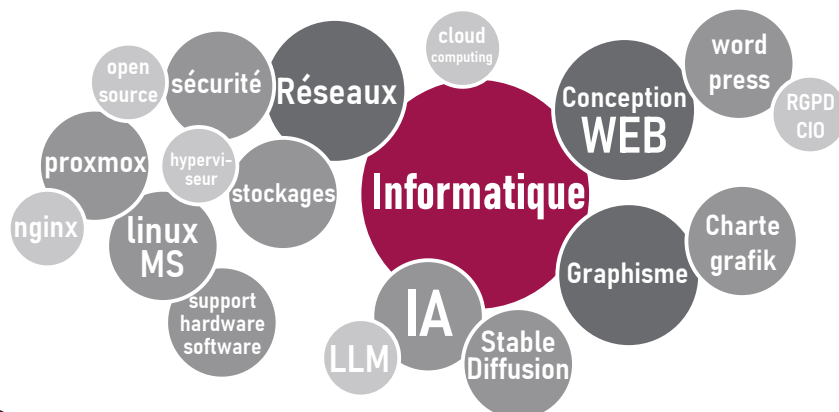 cloud
computing
word
press
open
source
sécurité
Réseaux
Conception
WEB
RGPD
CIO
proxmox
hypervi-
seur
stockages
Informatique
nginx
linux
MS
Charte
grafik
Graphisme
support
hardware
software
IA
LLM
Stable
Diffusion